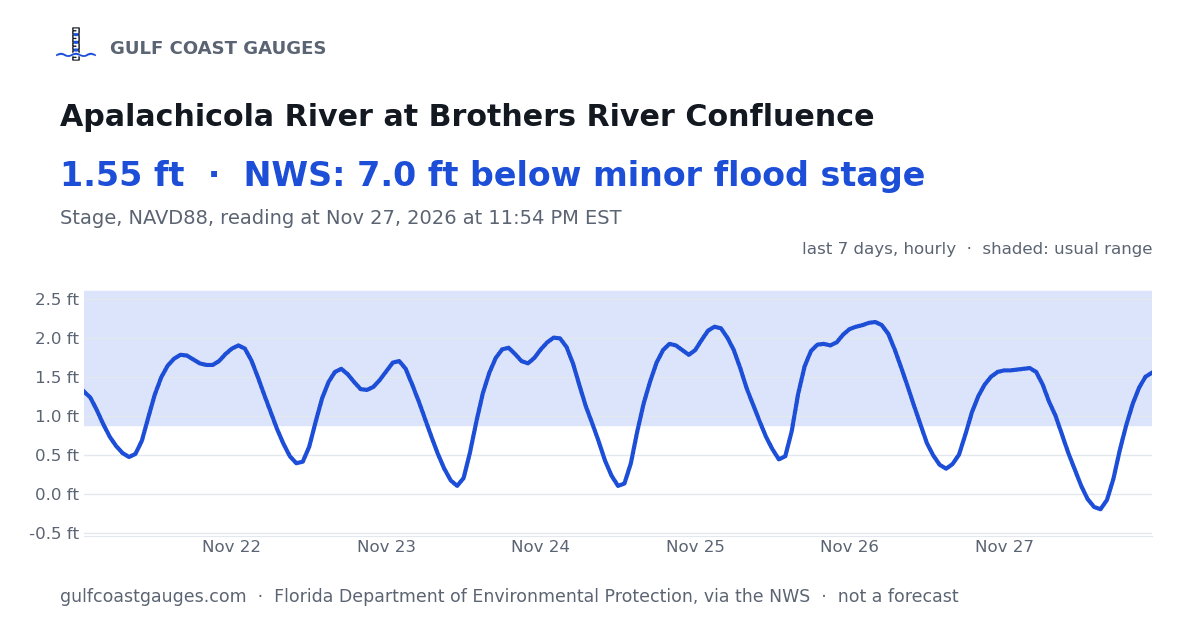 GULF COAST GAUGES
Apalachicola River at Brothers River Confluence
1.55 ft · NWS: 7.0 ft below minor flood stage
Stage, NAVD88, reading at Nov 27, 2026 at 11:54 PM EST
last 7 days, hourly · shaded: usual range
2.5 ft
2.0 ft
1.5 ft
1.0 ft
0.5 ft
0.0 ft
-0.5 ft
Nov 22 Nov 23 Nov 24 Nov 25 Nov 26 Nov 27
gulfcoastgauges.com · Florida Department of Environmental Protection, via the NWS · not a forecast